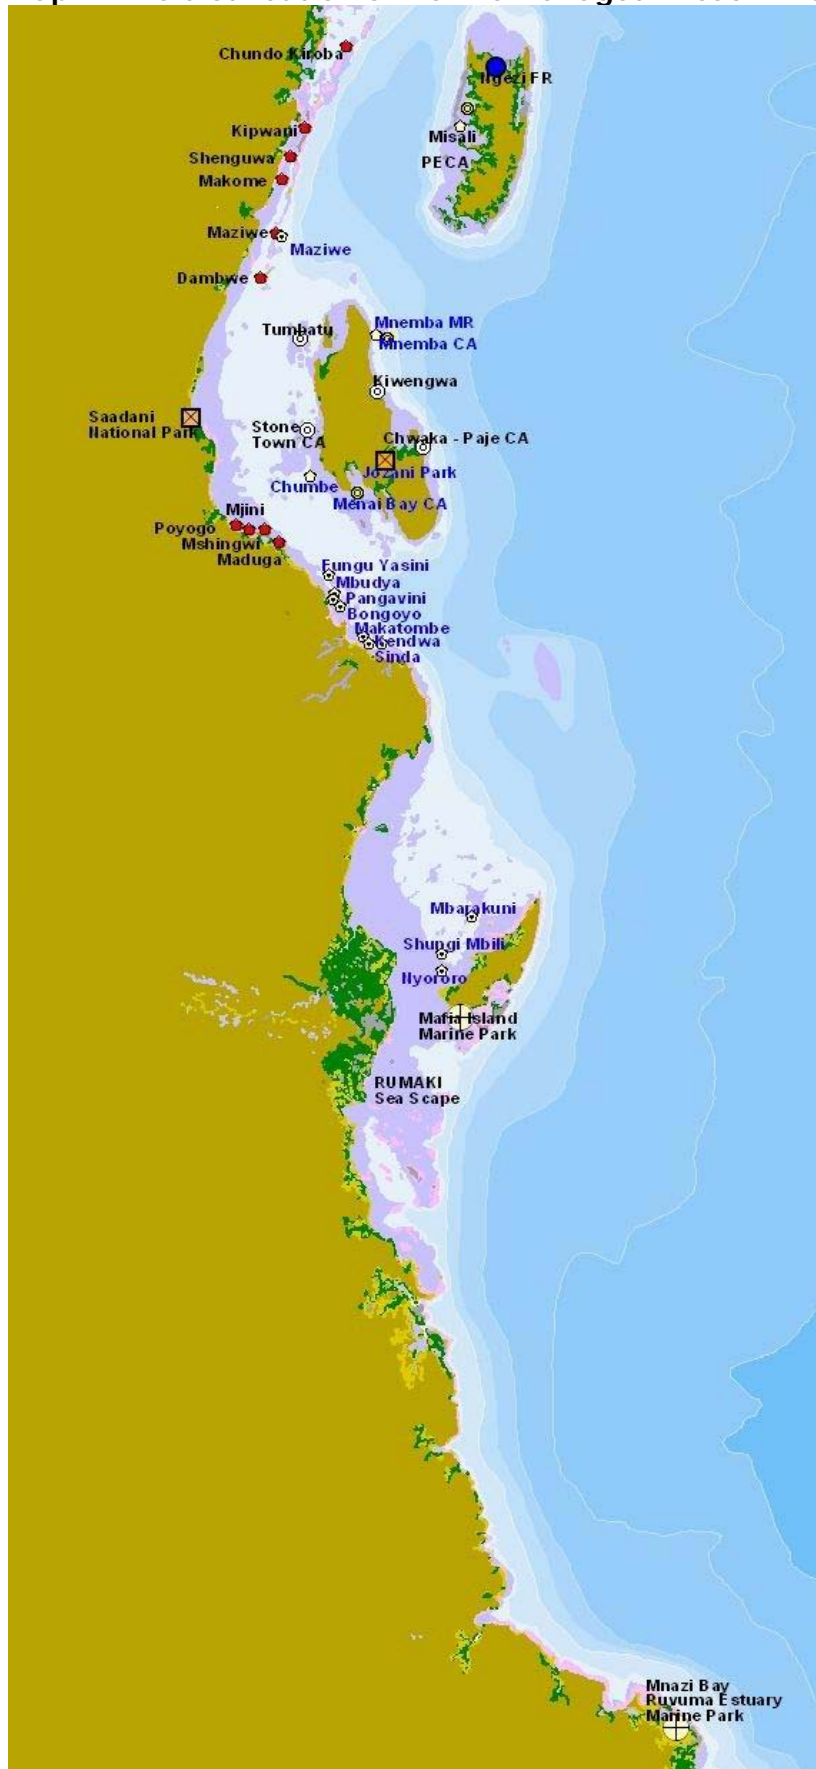 Chundo Kiroba
Ngezi FR
Kipwani
Misali
Shenguwa
PECA
Makome
Maziwe
Maziwe
Dambwe
Mnemba MR
Tumbatu
Mnemba CA
Kiwengwa
Saadani
National Park
Stone
Town CA
Chwaka - Paje CA
Jozani Park
Chumbe
Menai Bay CA
Mjini
Poyogo
Mshingwi
Maduga
Fungu Yasini
Mbudya
Pangavini
Bongoyo
Makatombe
Kendwa
Sinda
Mbarakuni
Shungi Mbili
Nyororo
Mafia Island
Marine Park
RUMAKI
Sea Scape
Mnazi Bay
Ruvuma Estuary
Marine Park